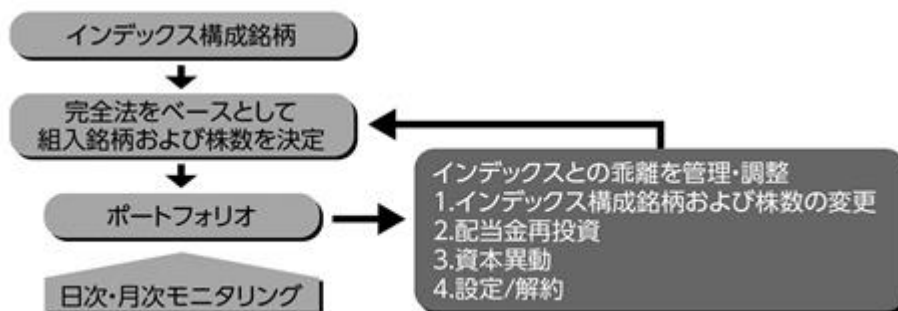 インデックス構成銘柄
完全法をベースとして
組入銘柄および株数を決定
ポートフォリオ
日次・月次モニタリング
インデックスとの乖離を管理・調整
1.インデックス構成銘柄および株数の変更
2.配当金再投資
3.資本異動
4.設定/解約